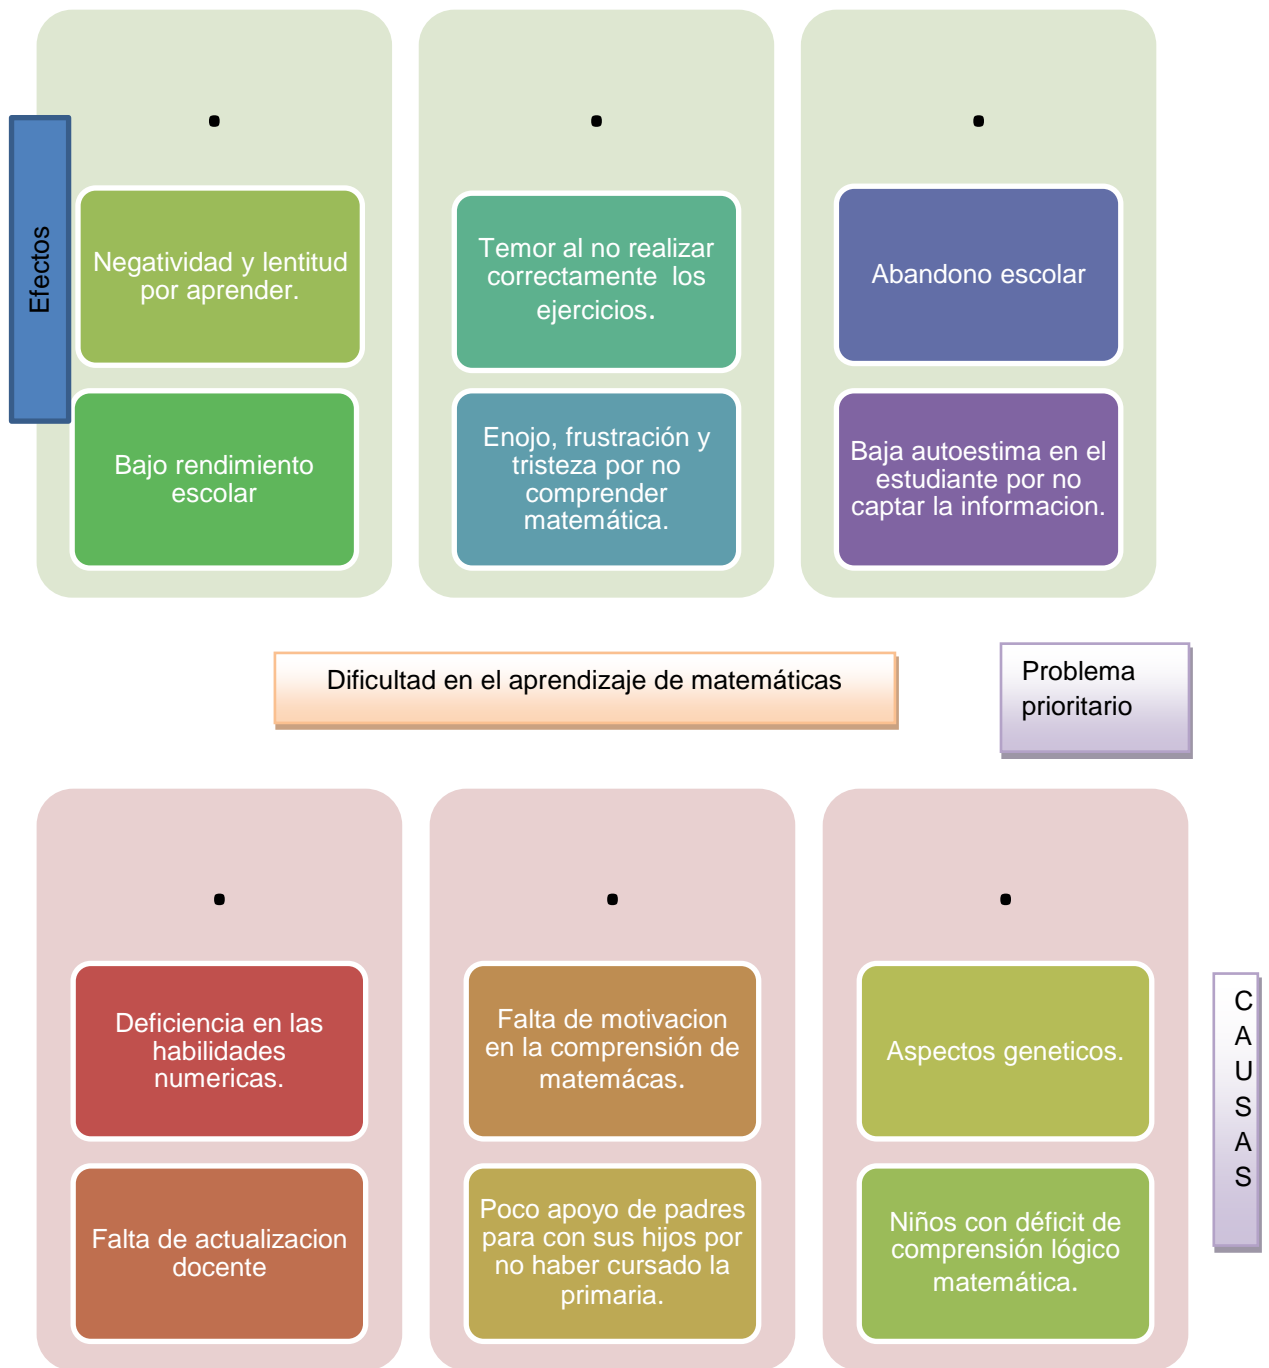 .
.
.
Efectos
Negatividad y lentitud
por aprender.
Temor al no realizar
correctamente los
ejercicios.
Abandono escolar
Bajo rendimiento
escolar
Enojo, frustración y
tristeza por no
comprender
matemática.
Baja autoestima en el
estudiante por no
captar la informacion.
Dificultad en el aprendizaje de matemáticas
Problema
prioritario
.
.
.
Deficiencia en las
habilidades
numericas.
Falta de motivacion
en la comprensión de
matemácas.
Aspectos geneticos.
C
A
U
S
A
S
Falta de actualizacion
docente
Poco apoyo de padres
para con sus hijos por
no haber cursado la
primaria.
Niños con déficit de
comprensión lógico
matemática.